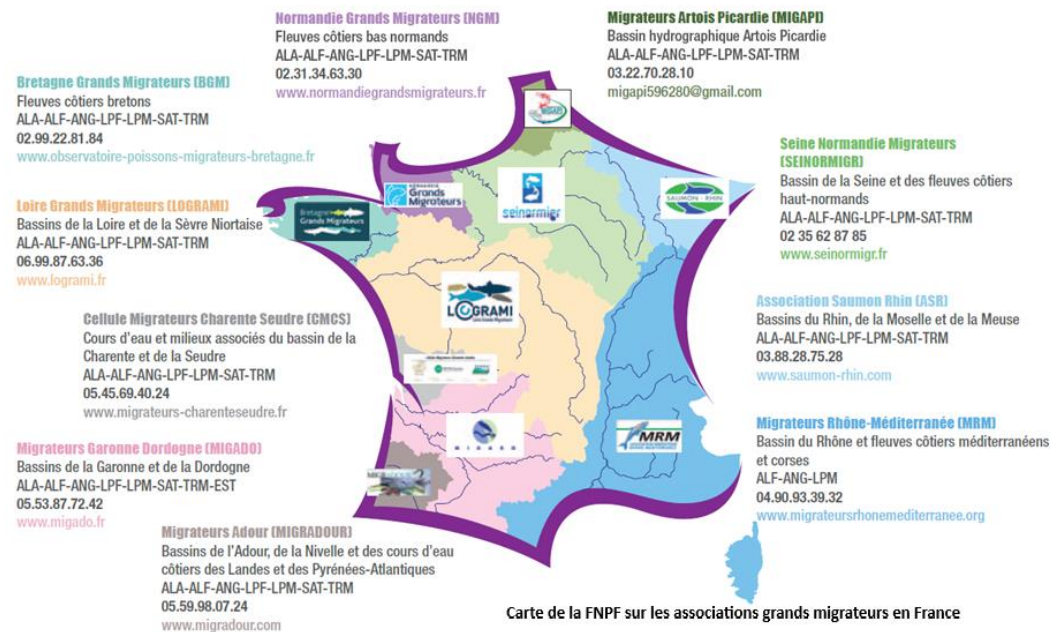 Normandie Grands Migrateurs (NGM)
Fleuves côtiers bas normands
ALA-ALF-ANG-LPF-LPM-SAT-TRM
02.31.34.63.30
www.normandiegrandsmigrateurs.fr
Migrateurs Artois Picardie (MIGAPI)
Bassin hydrographique Artois Picardie
ALA-ALF-ANG-LPF-LPM-SAT-TRM
03.22.70.28.10
migapi596280@gmail.com
Bretagne Grands Migrateurs (BGM)
Fleuves côtiers bretons
ALA-ALF-ANG-LPF-LPM-SAT-TRM
02.99.22.81.84
www.observatoire-poissons-migrateurs-bretagne.fr
Seine Normandie Migrateurs
(SEINORMIGR)
Bassin de la Seine et des fleuves côtiers
haut-normands
ALA-ALF-ANG-LPF-LPM-SAT-TRM
02 35 62 87 85
www.seinormigr.fr
Loire Grands Migrateurs (LOGRAMI)
Bassins de la Loire et de la Sèvre Niortaise
ALA-ALF-ANG-LPF-LPM-SAT-TRM
06.99.87.63.36
www.logrami.fr
MIGAPI
NORMANDIE
Grands
Migrateurs
seinormigr
SAUMON - RHIN
Bretagne
Grands Migrateurs
LOGRAMI
Cellule Migrateurs Charente Seudre (CMCS)
Cours d'eau et milieux associés du bassin de la
Charente et de la Seudre
ALA-ALF-ANG-LPF-LPM-SAT-TRM
05.45.69.40.24
www.migrateurs-charenteseudre.fr
Association Saumon Rhin (ASR)
Bassins du Rhin, de la Moselle et de la Meuse
ALA-ALF-ANG-LPF-LPM-SAT-TRM
03.88.28.75.28
www.saumon-rhin.com
MIGADO
MRM
Migrateurs Garonne Dordogne (MIGADO)
Bassins de la Garonne et de la Dordogne
ALA-ALF-ANG-LPF-LPM-SAT-TRM-EST
05.53.87.72.42
www.migado.fr
Migrateurs Rhône-Méditerranée (MRM)
Bassin du Rhône et fleuves côtiers méditerranéens
et corses
ALF-ANG-LPM
04.90.93.39.32
www.migrateursrhonemediterranee.org
Migrateurs Adour (MIGRADOUR)
Bassins de l'Adour, de la Nivelle et des cours d'eau
côtiers des Landes et des Pyrénées-Atlantiques
ALA-ALF-ANG-LPF-LPM-SAT-TRM
05.59.98.07.24
www.migradour.com
Carte de la FNPF sur les associations grands migrateurs en France